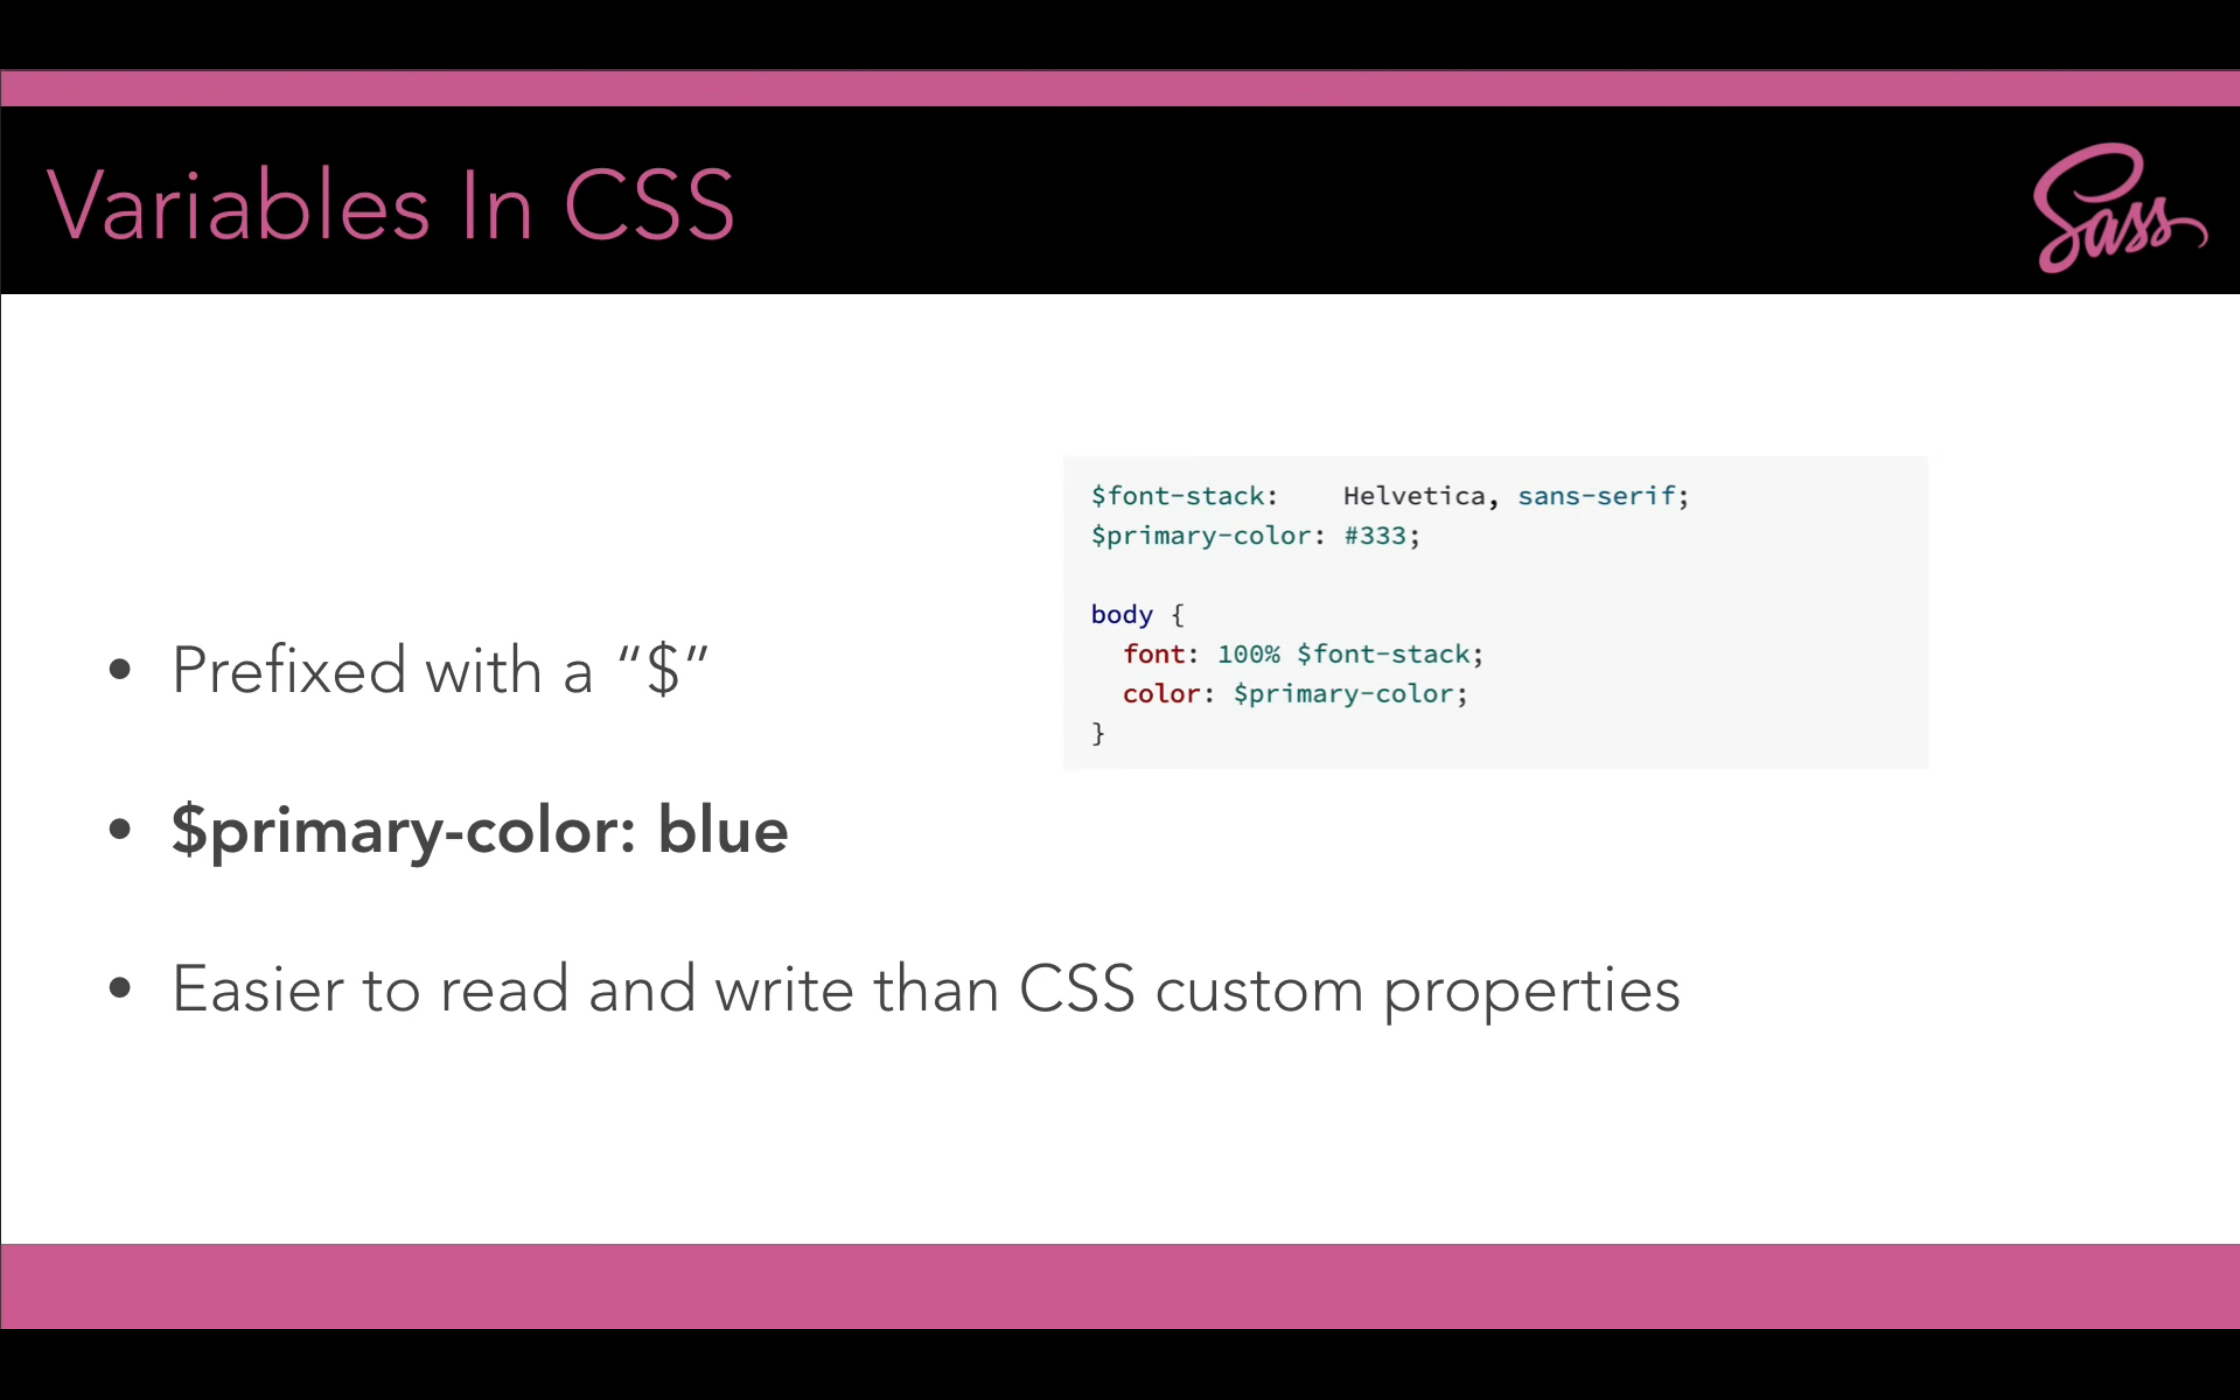 Variables In CSS
Sass
$font-stack:    Helvetica, sans-serif;
$primary-color: #333;
body {
  font: 100% $font-stack;
  color: $primary-color;
}
• Prefixed with a “$”
• $primary-color: blue
• Easier to read and write than CSS custom properties